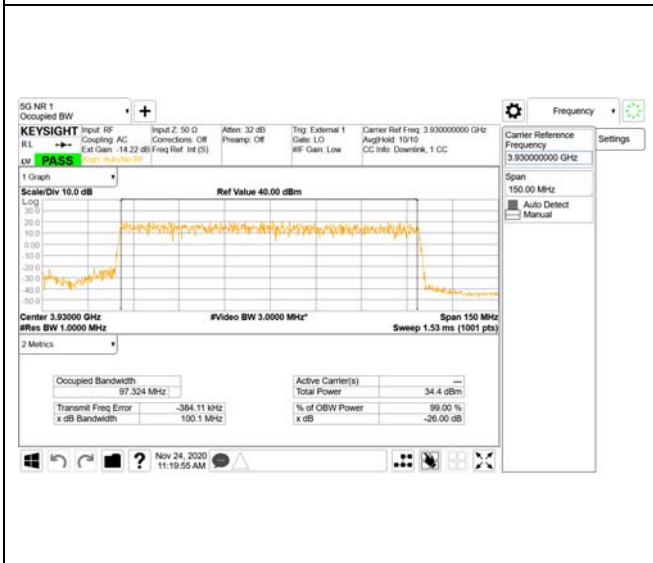 5G NR 1
Occupied BW
+
Frequency
KEYSIGHT
Input: RF
Input Z: 50 Ω
Atten: 32 dB
Trig: External 1
Carrier Ref Freq: 3.930000000 GHz
RL
Coupling: AC
Corrections: Off
Preamp: Off
Gate: LO
Avg|Hold: 10/10
Ext Gain: -14.22 dB
Freq Ref: Int (S)
#IF Gain: Low
CC Info: Downlink, 1 CC
PASS
Align: Auto/No RF
Carrier Reference
Frequency
3.930000000 GHz
Settings
Span
150.00 MHz
Auto Detect
Manual
1 Graph
Scale/Div 10.0 dB
Ref Value 40.00 dBm
Log
30.0
20.0
10.0
0.00
-10.0
-20.0
-30.0
-40.0
-50.0
Center 3.93000 GHz
#Video BW 3.0000 MHz*
Span 150 MHz
#Res BW 1.0000 MHz
Sweep 1.53 ms (1001 pts)
2 Metrics
Occupied Bandwidth
97.324 MHz
Active Carrier(s)
---
Total Power
34.4 dBm
Transmit Freq Error
-384.11 kHz
% of OBW Power
99.00 %
x dB Bandwidth
100.1 MHz
x dB
-26.00 dB
?
Nov 24, 2020
11:19:55 AM